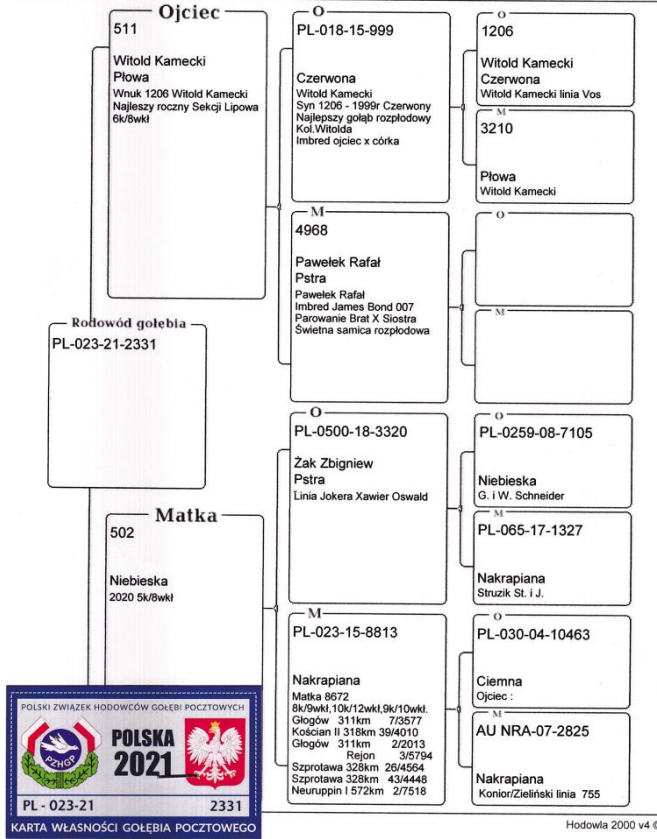 Ojciec
511
Witold Kamecki
Płowa
Wnuk 1206 Witold Kamecki
Najleszy roczny Sekcji Lipowa
6k/8wkł
O
PL-018-15-999
Czerwona
Witold Kamecki
Syn 1206 - 1999r Czerwony
Najlepszy gołąb rozpłodowy
Kol.Witolda
Imbred ojciec x córka
O
1206
Witold Kamecki
Czerwona
Witold Kamecki linia Vos
M
3210
Płowa
Witold Kamecki
M
4968
Pawełek Rafał
Pstra
Pawełek Rafał
Imbred James Bond 007
Parowanie Brat X Siostra
Świetna samica rozpłodowa
O
M
Rodowód gołębia
PL-023-21-2331
Matka
502
Niebieska
2020 5k/8wkł
O
PL-0500-18-3320
Żak Zbigniew
Pstra
Linia Jokera Xawier Oswald
O
PL-0259-08-7105
Niebieska
G. i W. Schneider
M
PL-065-17-1327
Nakrapiana
Struzik St. i J.
M
PL-023-15-8813
Nakrapiana
Matka 8672
8k/9wkł,10k/12wkł,9k/10wkł.
Głogów 311km 7/3577
Kościan II 318km 39/4010
Głogów 311km 2/2013
Rejon 3/5794
Szprotawa 328km 26/4564
Szprotawa 328km 43/4448
Neuruppin I 572km 2/7518
O
PL-030-04-10463
Ciemna
Ojciec :
M
AU NRA-07-2825
Nakrapiana
Konior/Zieliński linia 755
POLSKI ZWIĄZEK HODOWCÓW GOŁĘBI POCZTOWYCH
PZHGP
POLSKA
2021
PL - 023-21 2331
KARTA WŁASNOŚCI GOŁĘBIA POCZTOWEGO
Hodowla 2000 v4 ©